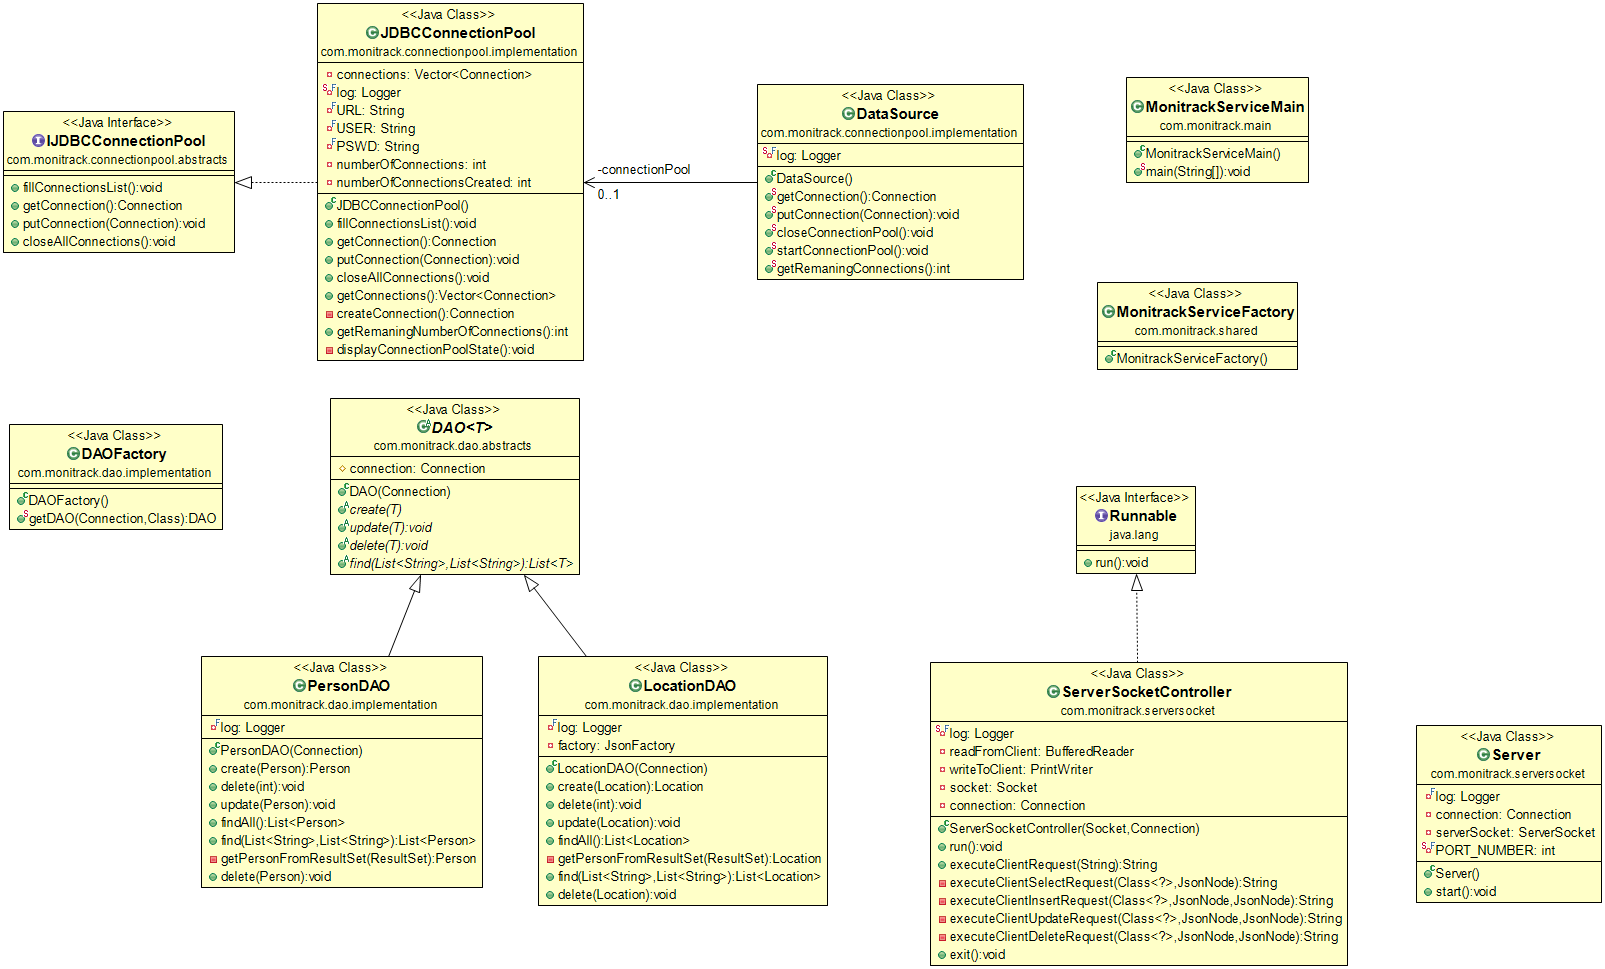 <<Java Class>>
JDBCConnectionPool
com.monitrack.connectionpool.implementation
connections: Vector<Connection>
log: Logger
URL: String
USER: String
PSWD: String
numberOfConnections: int
numberOfConnectionsCreated: int
JDBCConnectionPool()
fillConnectionsList():void
getConnection():Connection
putConnection(Connection):void
closeAllConnections():void
getConnections():Vector<Connection>
createConnection():Connection
getRemaningNumberOfConnections():int
displayConnectionPoolState():void
<<Java Interface>>
IJDBCConnectionPool
com.monitrack.connectionpool.abstracts
fillConnectionsList():void
getConnection():Connection
putConnection(Connection):void
closeAllConnections():void
-connectionPool
0..1
<<Java Class>>
DataSource
com.monitrack.connectionpool.implementation
log: Logger
DataSource()
getConnection():Connection
putConnection(Connection):void
closeConnectionPool():void
startConnectionPool():void
getRemaningConnections():int
<<Java Class>>
MonitrackServiceMain
com.monitrack.main
MonitrackServiceMain()
main(String[]):void
<<Java Class>>
MonitrackServiceFactory
com.monitrack.shared
MonitrackServiceFactory()
<<Java Class>>
DAOFactory
com.monitrack.dao.implementation
DAOFactory()
getDAO(Connection,Class):DAO
<<Java Class>>
DAO<T>
com.monitrack.dao.abstracts
connection: Connection
DAO(Connection)
create(T)
update(T):void
delete(T):void
find(List<String>,List<String>):List<T>
<<Java Interface>>
Runnable
java.lang
run():void
<<Java Class>>
PersonDAO
com.monitrack.dao.implementation
log: Logger
PersonDAO(Connection)
create(Person):Person
delete(int):void
update(Person):void
findAll():List<Person>
find(List<String>,List<String>):List<Person>
getPersonFromResultSet(ResultSet):Person
delete(Person):void
<<Java Class>>
LocationDAO
com.monitrack.dao.implementation
log: Logger
factory: JsonFactory
LocationDAO(Connection)
create(Location):Location
delete(int):void
update(Location):void
findAll():List<Location>
getPersonFromResultSet(ResultSet):Location
find(List<String>,List<String>):List<Location>
delete(Location):void
<<Java Class>>
ServerSocketController
com.monitrack.serversocket
log: Logger
readFromClient: BufferedReader
writeToClient: PrintWriter
socket: Socket
connection: Connection
ServerSocketController(Socket,Connection)
run():void
executeClientRequest(String):String
executeClientSelectRequest(Class<?>,JsonNode):String
executeClientInsertRequest(Class<?>,JsonNode,JsonNode):String
executeClientUpdateRequest(Class<?>,JsonNode,JsonNode):String
executeClientDeleteRequest(Class<?>,JsonNode,JsonNode):String
exit():void
<<Java Class>>
Server
com.monitrack.serversocket
log: Logger
connection: Connection
serverSocket: ServerSocket
PORT_NUMBER: int
Server()
start():void